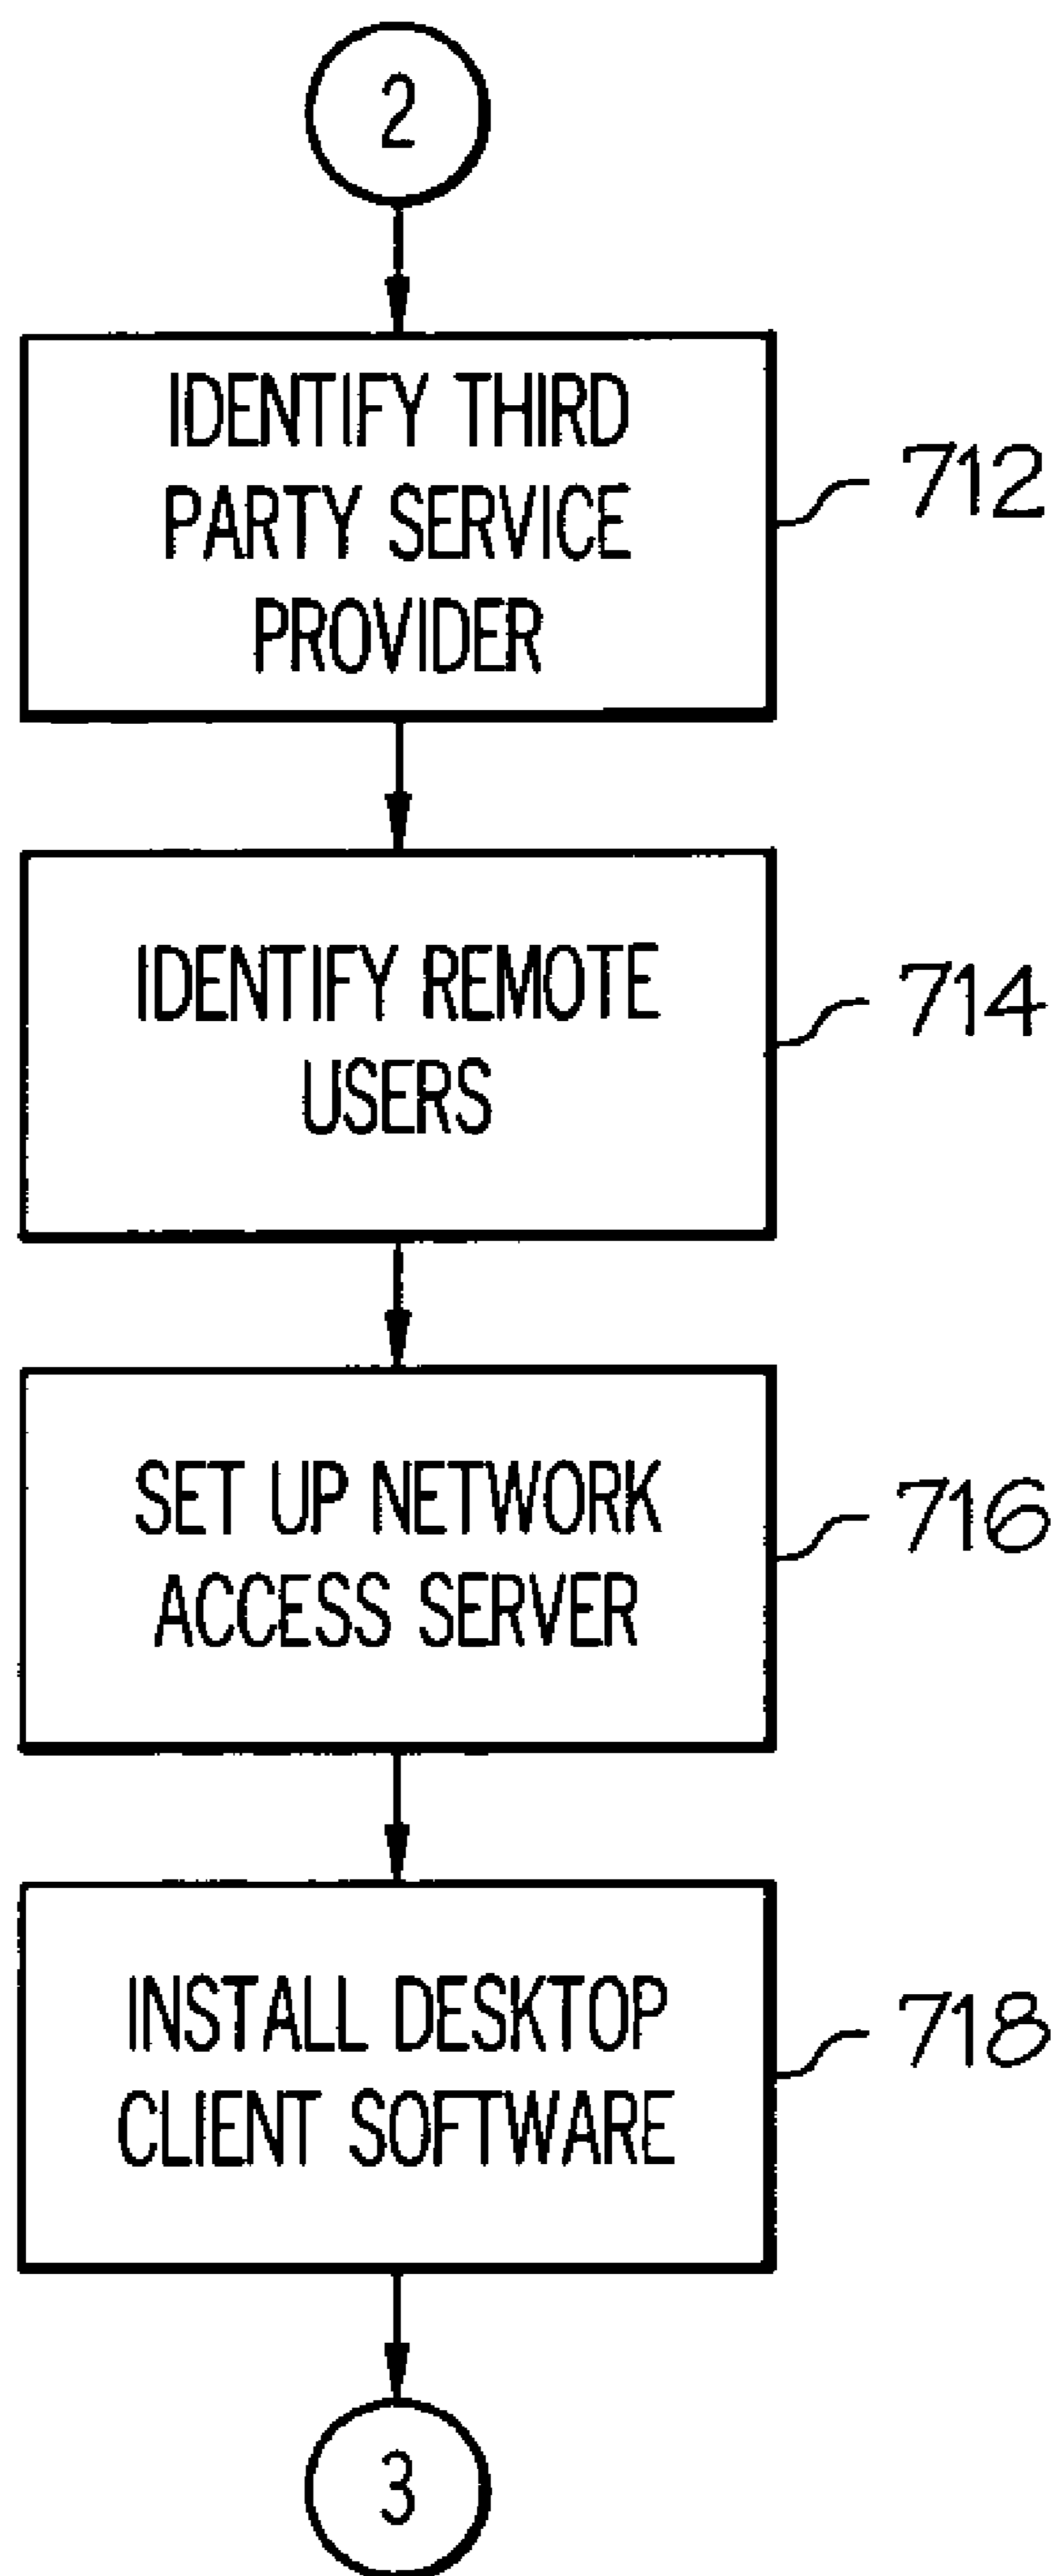 2
IDENTIFY THIRD
PARTY SERVICE
PROVIDER
712
IDENTIFY REMOTE
USERS
714
SET UP NETWORK
ACCESS SERVER
716
INSTALL DESKTOP
CLIENT SOFTWARE
718
3